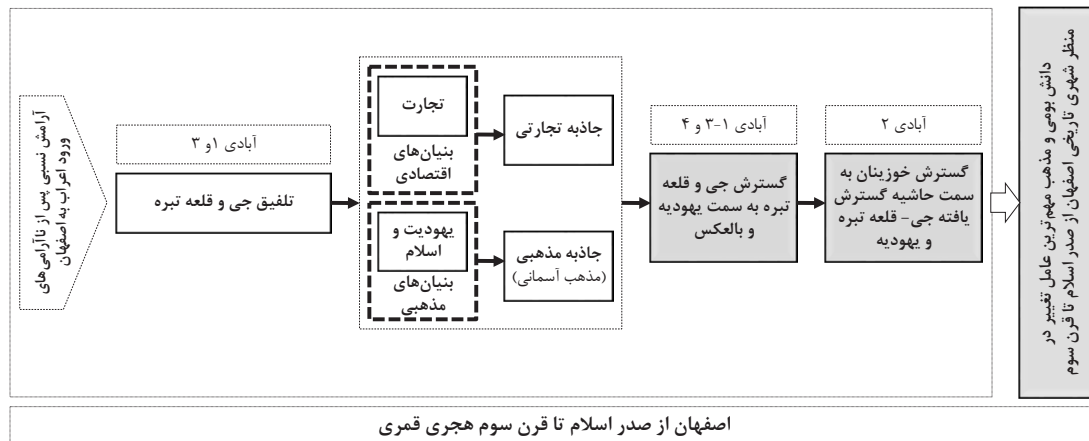 آرامش نسبی پس از ناآرامی‌های
ورود اعراب به اصفهان
آبادی ۱و ۳
تلفیق جی و قلعه تبره
تجارت
بنیان‌های
اقتصادی
جاذبه تجارتی
یهودیت و
اسلام
بنیان‌های
مذهبی
جاذبه مذهبی
(مذهب آسمانی)
آبادی ۱-۳ و ۴
گسترش جی و قلعه
تبره به سمت یهودیه
و بالعکس
آبادی ۲
گسترش خوزینان به
سمت حاشیه گسترش
یافته جی- قلعه تبره
و یهودیه
دانش بومی و مذهب مهم ترین عامل تغییر در
منظر شهری تاریخی اصفهان از صدر اسلام تا قرن سوم
اصفهان از صدر اسلام تا قرن سوم هجری قمری